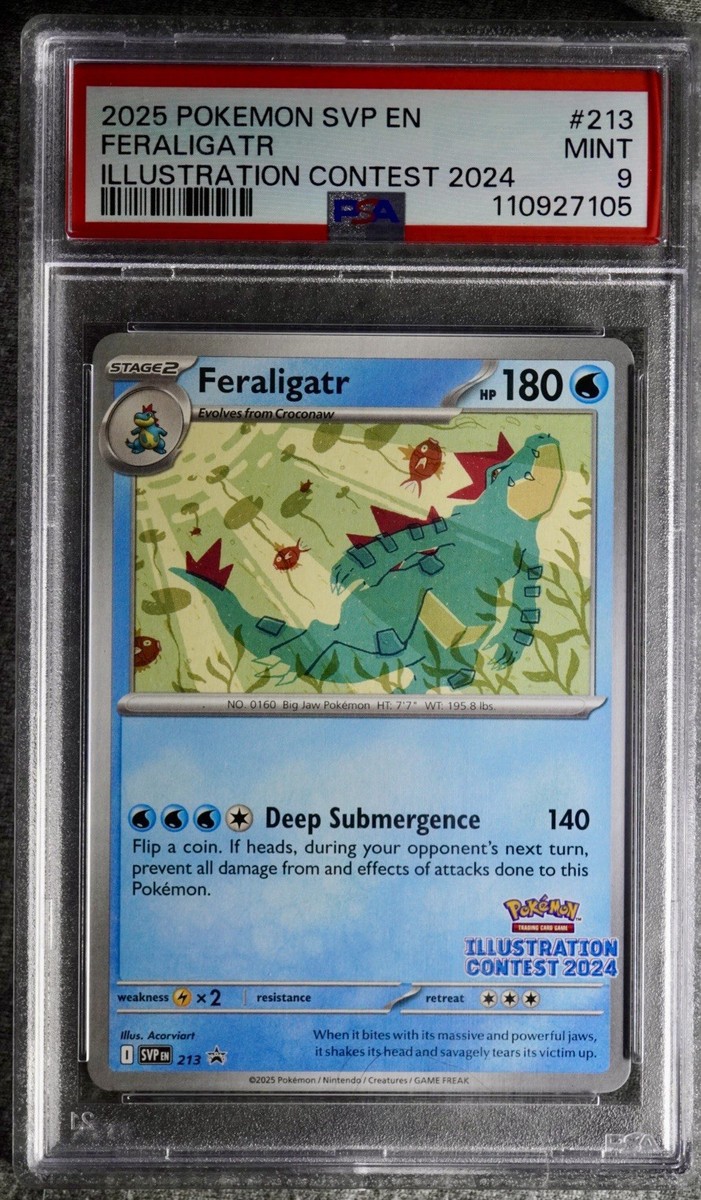 2025 POKEMON SVP EN #213
FERALIGATR MINT
ILLUSTRATION CONTEST 2024 9
PSA 110927105
STAGE2 Feraligatr HP 180
Evolves from Croconaw
NO. 0160 Big Jaw Pokémon HT: 7'7" WT: 195.8 lbs.
Deep Submergence 140
Flip a coin. If heads, during your opponent's next turn,
prevent all damage from and effects of attacks done to this
Pokémon.
POKéMON
TRADING CARD GAME
ILLUSTRATION
CONTEST 2024
weakness ×2 resistance retreat
Illus. Acorviart
When it bites with its massive and powerful jaws,
it shakes its head and savagely tears its victim up.
I SVP EN 213
©2025 Pokémon / Nintendo / Creatures / GAME FREAK
PSA